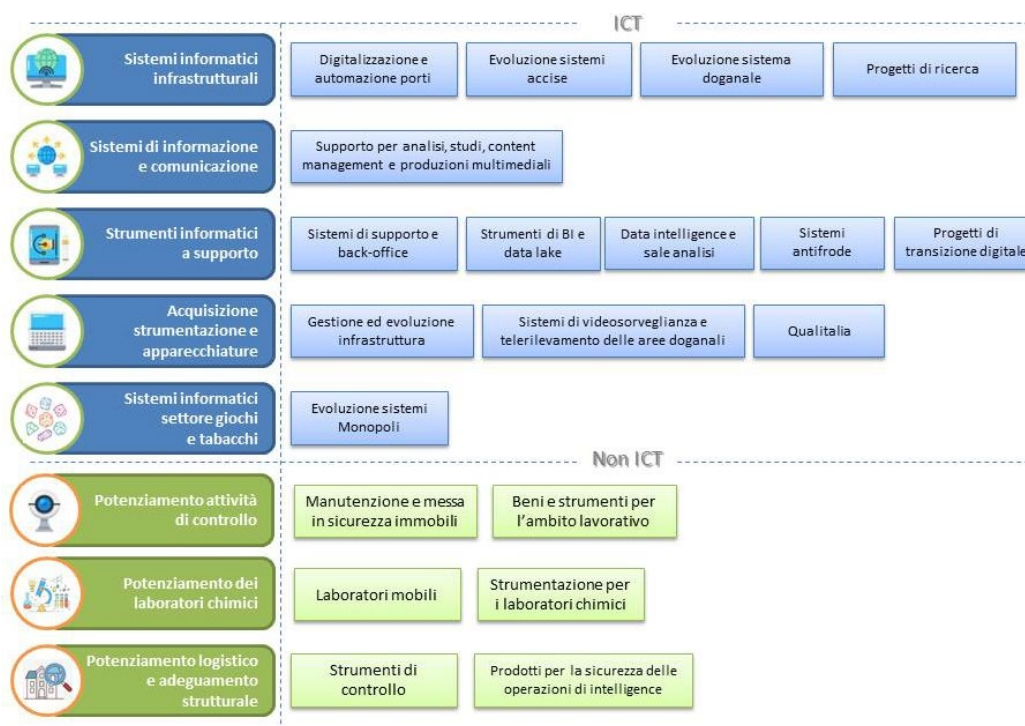 ICT
Sistemi informatici
infrastrutturali
Digitalizzazione e
automazione porti
Evoluzione sistemi
accise
Evoluzione sistema
doganale
Progetti di ricerca
Sistemi di informazione
e comunicazione
Supporto per analisi, studi, content
management e produzioni multimediali
Strumenti informatici
a supporto
Sistemi di supporto e
back-office
Strumenti di BI e
data lake
Data intelligence e
sale analisi
Sistemi
antifrode
Progetti di
transizione digitale
Acquisizione
strumentazione e
apparecchiature
Gestione ed evoluzione
infrastruttura
Sistemi di videosorveglianza e
telerilevamento delle aree doganali
Qualitalia
Sistemi informatici
settore giochi
e tabacchi
Evoluzione sistemi
Monopoli
Non ICT
Potenziamento attività
di controllo
Manutenzione e messa
in sicurezza immobili
Beni e strumenti per
l'ambito lavorativo
Potenziamento dei
laboratori chimici
Laboratori mobili
Strumentazione per
i laboratori chimici
Potenziamento logistico
e adeguamento
strutturale
Strumenti di
controllo
Prodotti per la sicurezza delle
operazioni di intelligence